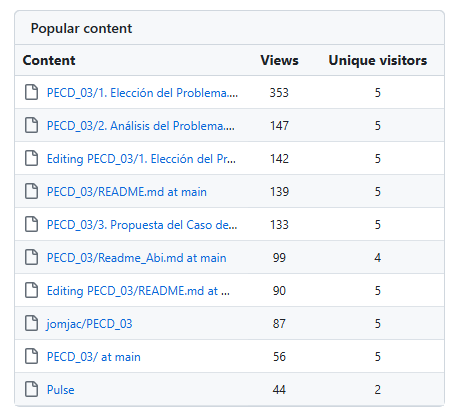 Popular content
Content Views Unique visitors
PECD_03/1. Elección del Problema.... 353 5
PECD_03/2. Análisis del Problema.... 147 5
Editing PECD_03/1. Elección del Pr... 142 5
PECD_03/README.md at main 139 5
PECD_03/3. Propuesta del Caso de... 133 5
PECD_03/Readme_Abi.md at main 99 4
Editing PECD_03/README.md at ... 90 5
jomjac/PECD_03 87 5
PECD_03/ at main 56 5
Pulse 44 2